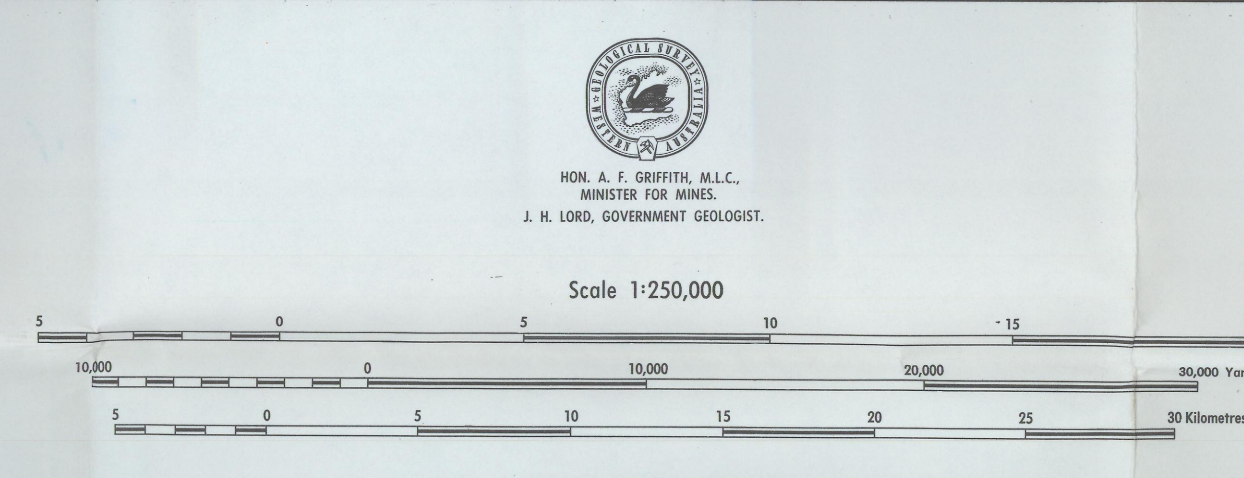 GEOLOGICAL SURVEY
WESTERN AUSTRALIA
HON. A. F. GRIFFITH, M.L.C.,
MINISTER FOR MINES.
J. H. LORD, GOVERNMENT GEOLOGIST.
Scale 1:250,000
5 0 5 10 15
10,000 0 10,000 20,000 30,000 Yar
5 0 5 10 15 20 25 30 Kilometres